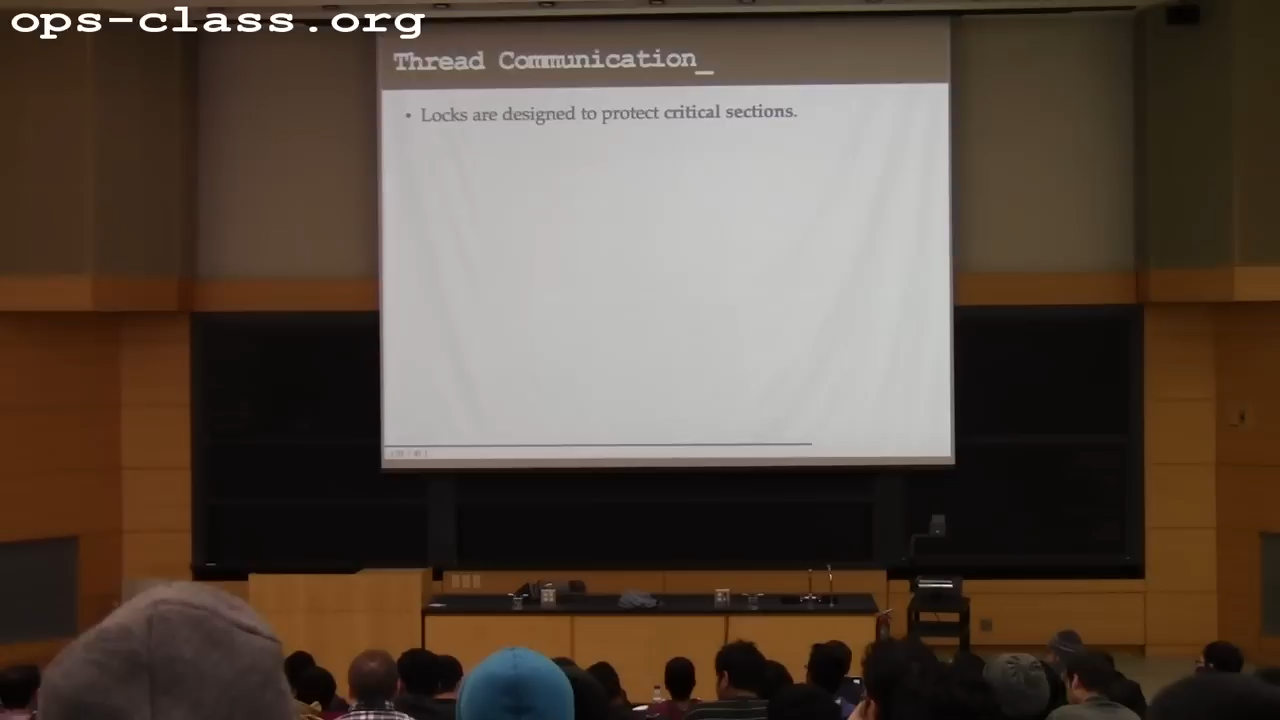 ops-class.org
Thread Communication_
• Locks are designed to protect critical sections.